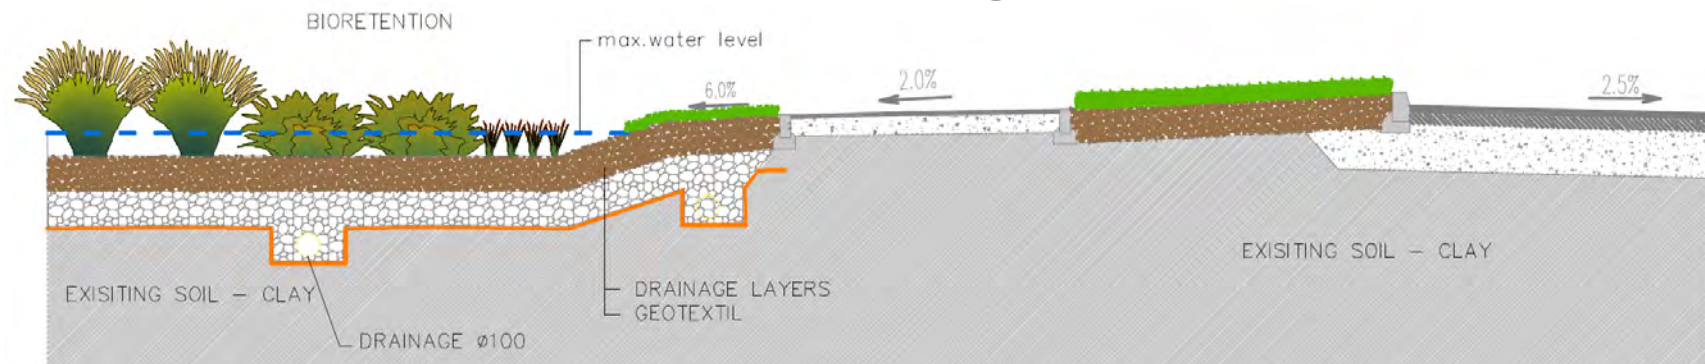 BIORETENTION
max.water level
6,0%
2.0%
2.5%
EXISITING SOIL – CLAY
EXISITING SOIL – CLAY
DRAINAGE LAYERS
GEOTEXTIL
DRAINAGE ø100